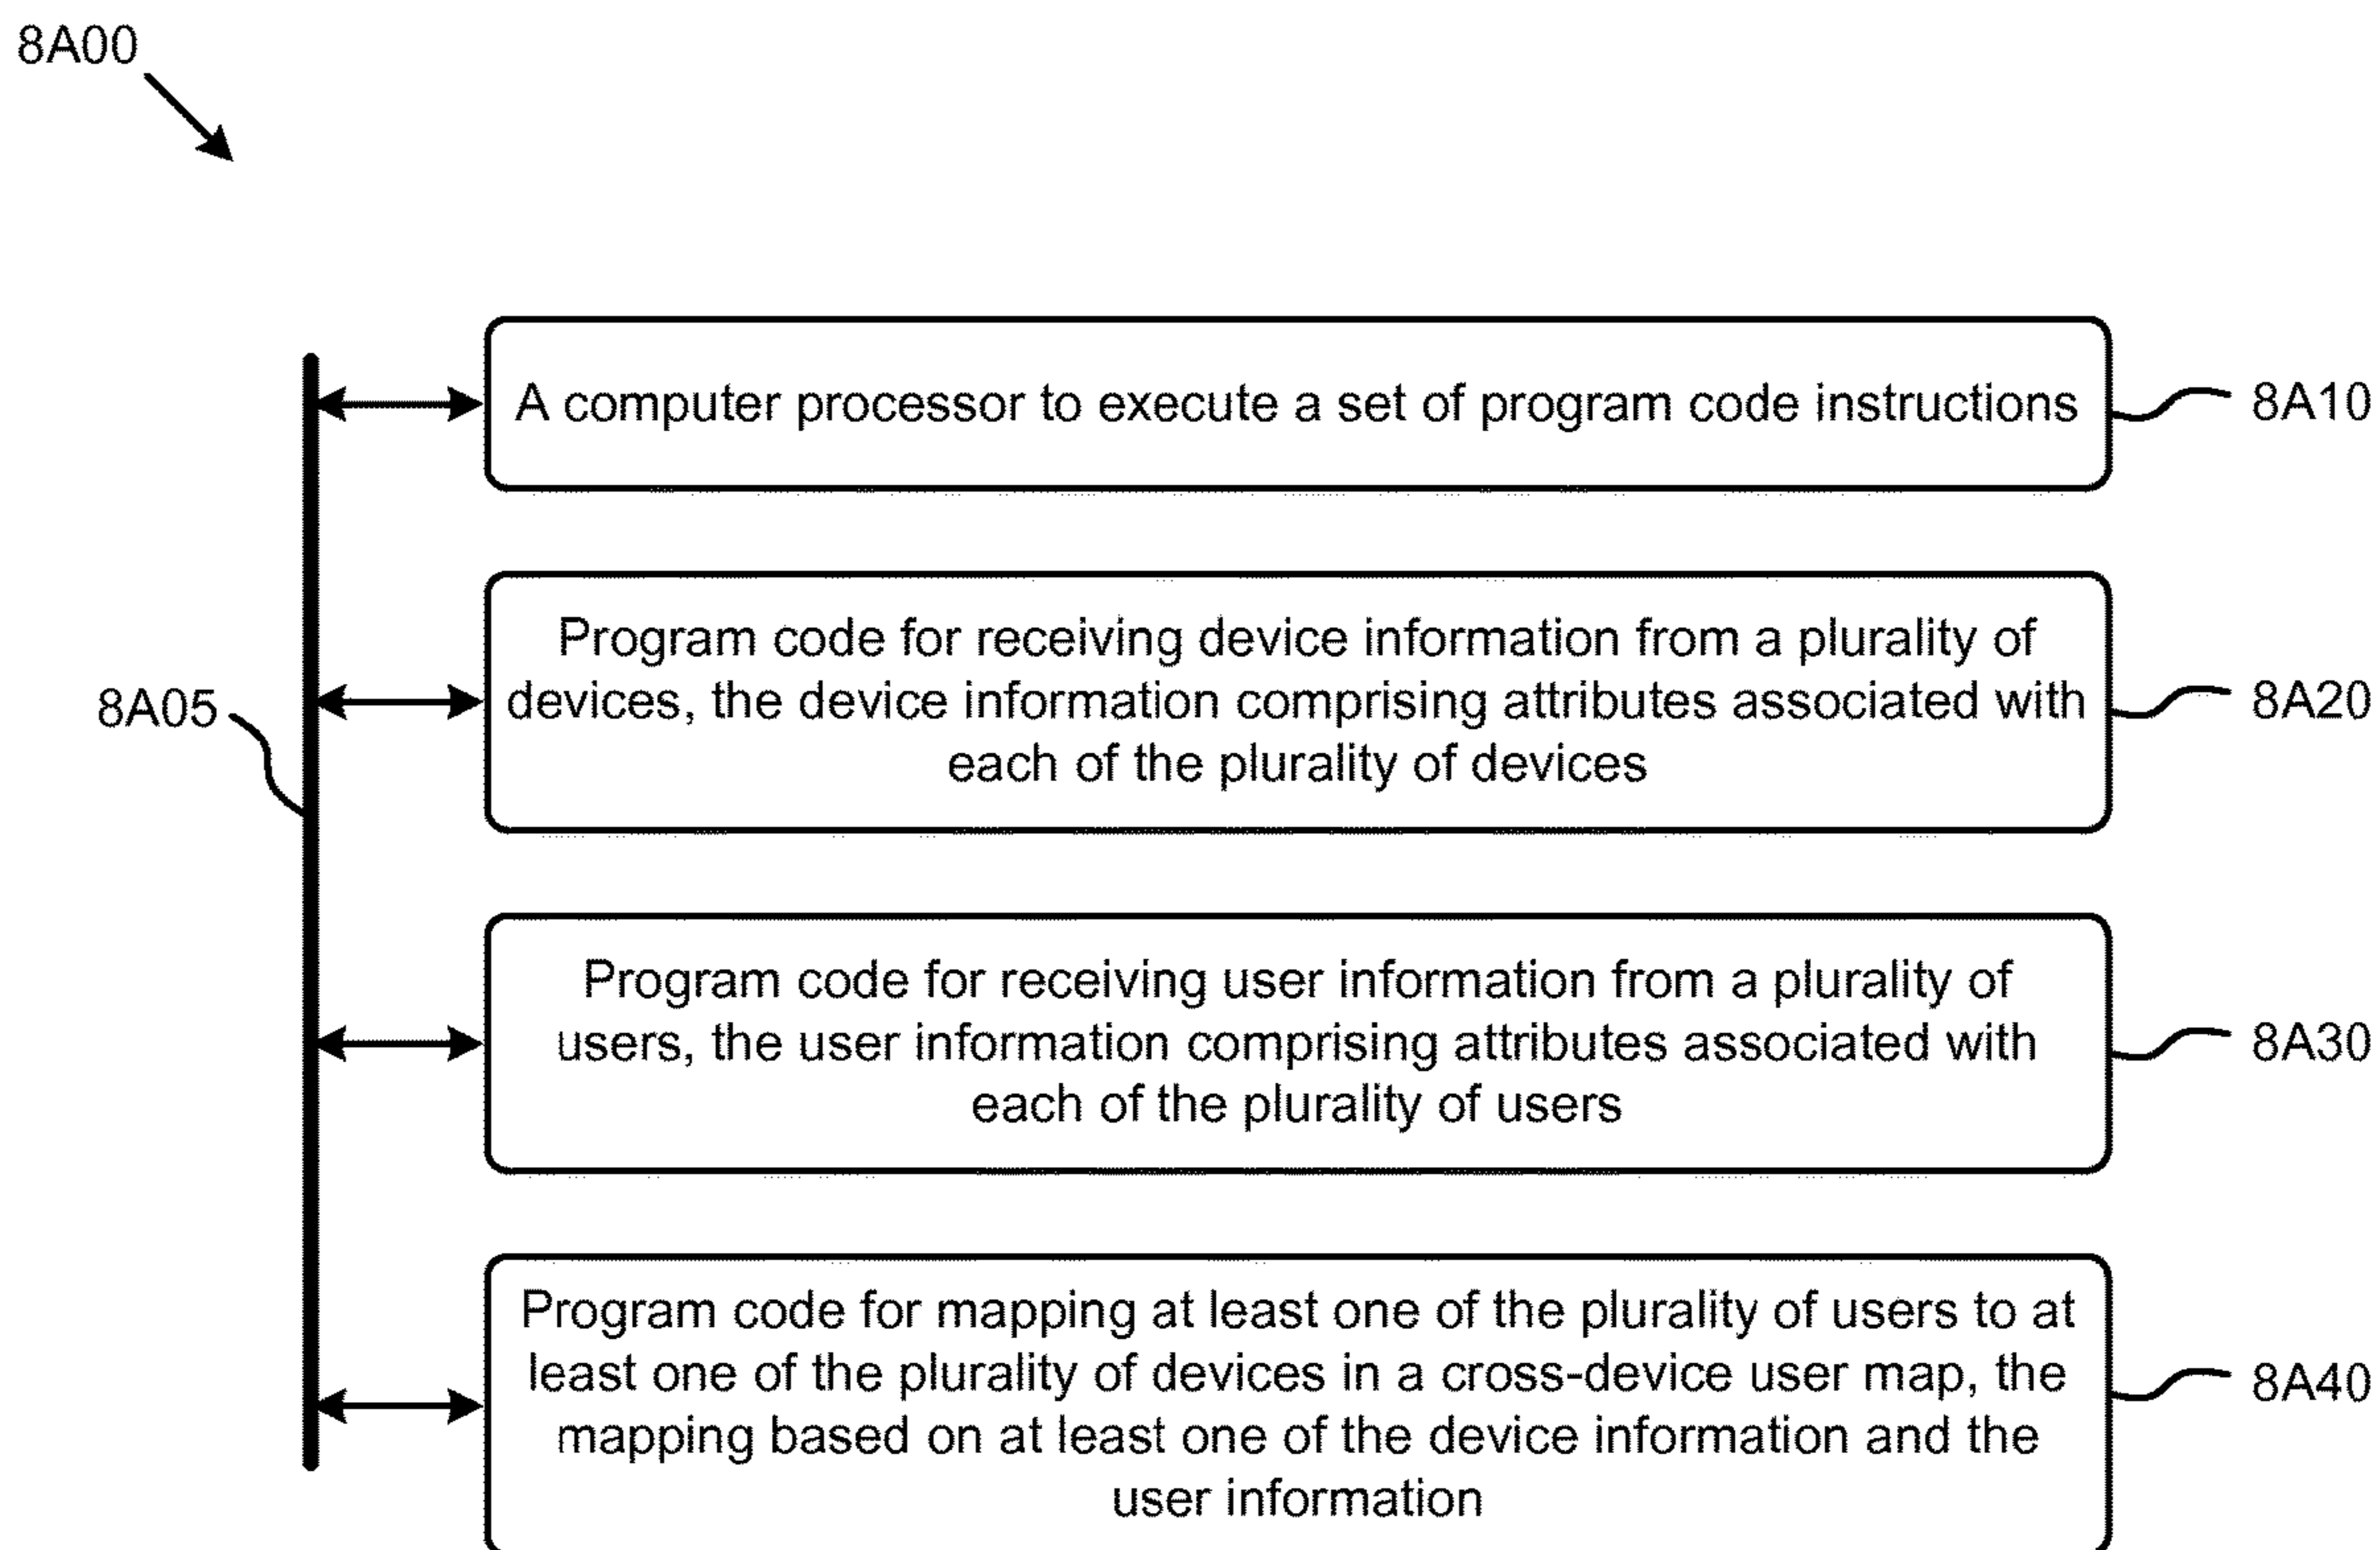 8A00
A computer processor to execute a set of program code instructions
8A10
Program code for receiving device information from a plurality of
devices, the device information comprising attributes associated with
each of the plurality of devices
8A20
8A05
Program code for receiving user information from a plurality of
users, the user information comprising attributes associated with
each of the plurality of users
8A30
Program code for mapping at least one of the plurality of users to at
least one of the plurality of devices in a cross-device user map, the
mapping based on at least one of the device information and the
user information
8A40